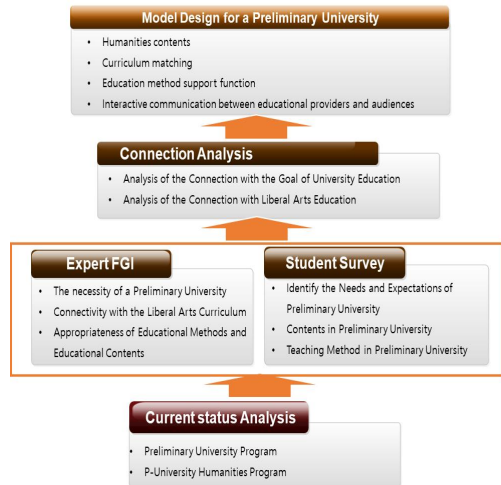 Model Design for a Preliminary University
• Humanities contents
• Curriculum matching
• Education method support function
• Interactive communication between educational providers and audiences
Connection Analysis
• Analysis of the Connection with the Goal of University Education
• Analysis of the Connection with Liberal Arts Education
Expert FGI
• The necessity of a Preliminary University
• Connectivity with the Liberal Arts Curriculum
• Appropriateness of Educational Methods and
Educational Contents
Student Survey
• Identify the Needs and Expectations of
Preliminary University
• Contents in Preliminary University
• Teaching Method in Preliminary University
Current status Analysis
• Preliminary University Program
• P-University Humanities Program